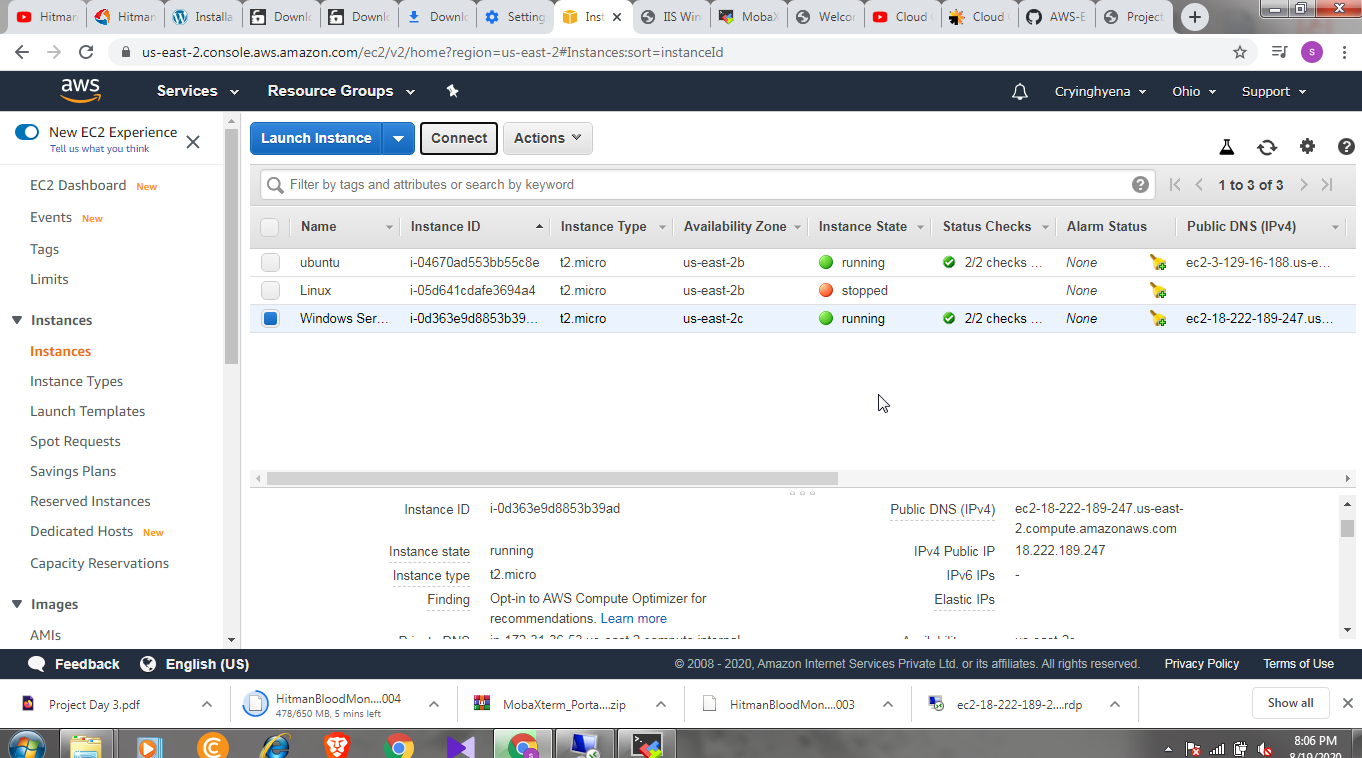 Hitman
Hitman
Installa
Downlo
Downlo
Downlo
Setting
Inst
IIS Win
MobaX
Welcon
Cloud
Cloud
AWS-E
Project
us-east-2.console.aws.amazon.com/ec2/v2/home?region=us-east-2#Instances:sort=instanceId
s
aws
Services
Resource Groups
Cryinghyena
Ohio
Support
New EC2 Experience
Tell us what you think
EC2 Dashboard New
Events New
Tags
Limits
Instances
Instances
Instance Types
Launch Templates
Spot Requests
Savings Plans
Reserved Instances
Dedicated Hosts New
Capacity Reservations
Images
AMIs
Launch Instance
Connect
Actions
Filter by tags and attributes or search by keyword
1 to 3 of 3
Name Instance ID Instance Type Availability Zone Instance State Status Checks Alarm Status Public DNS (IPv4)
ubuntu i-04670ad553bb55c8e t2.micro us-east-2b running 2/2 checks ... None ec2-3-129-16-188.us-e...
Linux i-05d641cdafe3694a4 t2.micro us-east-2b stopped None
Windows Ser... i-0d363e9d8853b39... t2.micro us-east-2c running 2/2 checks ... None ec2-18-222-189-247.us...
Instance ID i-0d363e9d8853b39ad
Instance state running
Instance type t2.micro
Finding Opt-in to AWS Compute Optimizer for
recommendations. Learn more
Public DNS (IPv4) ec2-18-222-189-247.us-east-
2.compute.amazonaws.com
IPv4 Public IP 18.222.189.247
IPv6 IPs -
Elastic IPs
Feedback
English (US)
© 2008 - 2020, Amazon Internet Services Private Ltd. or its affiliates. All rights reserved.
Privacy Policy
Terms of Use
Project Day 3.pdf
HitmanBloodMon....004
478/650 MB, 5 mins left
MobaXterm_Porta....zip
HitmanBloodMon....003
ec2-18-222-189-2....rdp
Show all
8:06 PM
8/19/2020